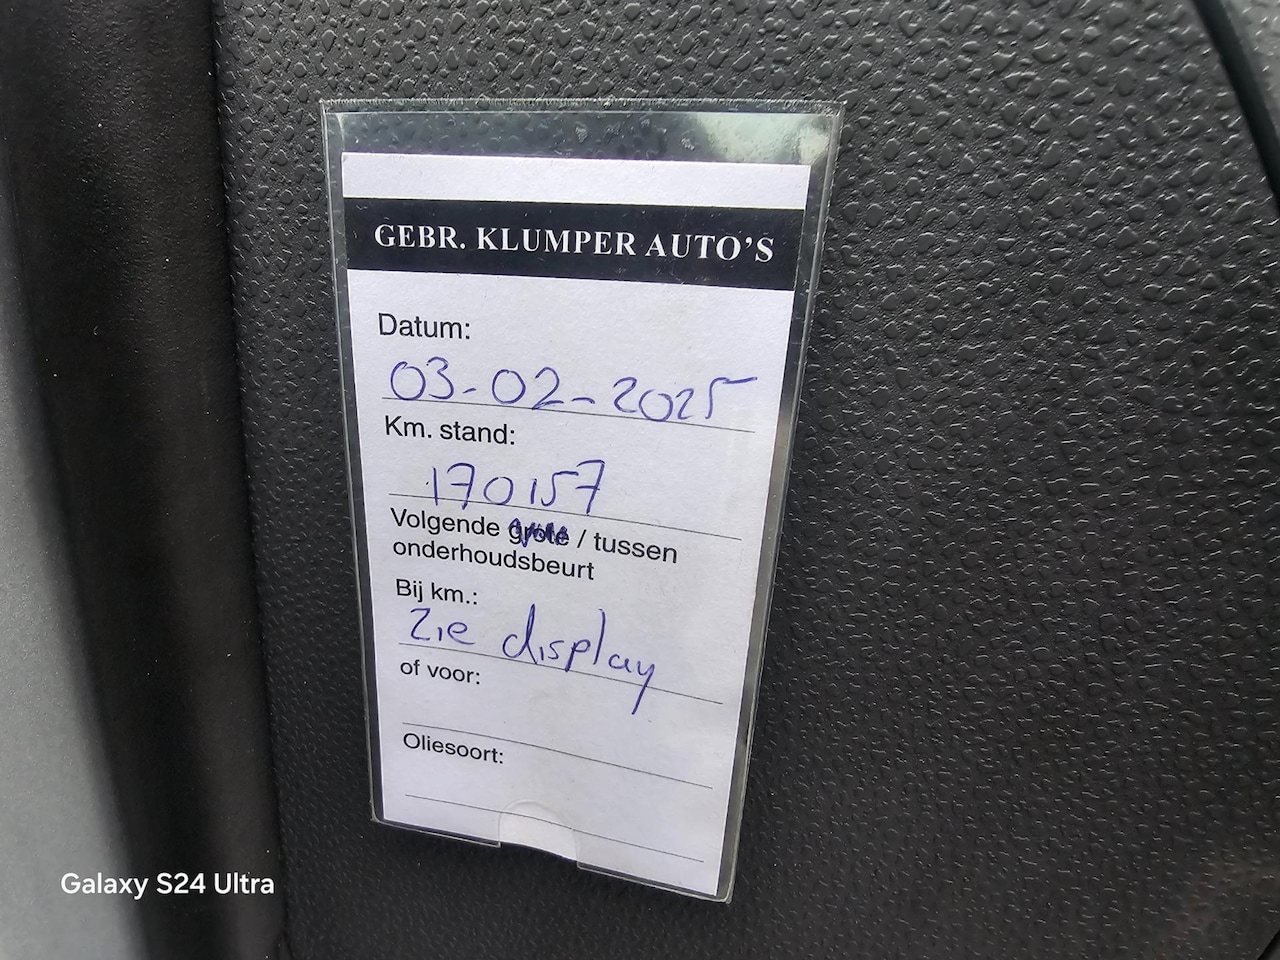 GEBR. KLUMPER AUTO'S
Datum:
03-02-2025
Km. stand:
170157
Volgende grote / tussen
onderhoudsbeurt
Bij km.:
zie display
of voor:
Oliesoort:
Galaxy S24 Ultra